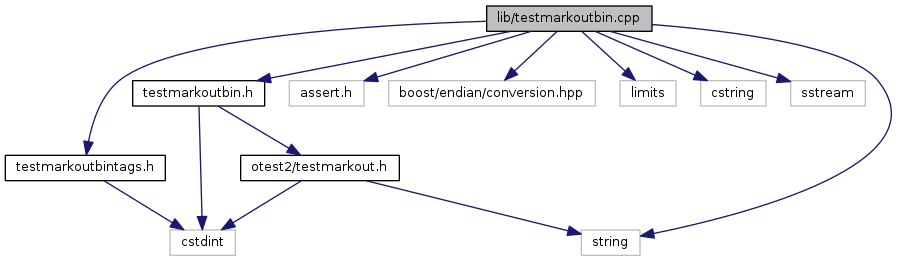 lib/testmarkoutbin.cpp
testmarkoutbin.h
assert.h
boost/endian/conversion.hpp
limits
cstring
sstream
testmarkoutbintags.h
otest2/testmarkout.h
cstdint
string